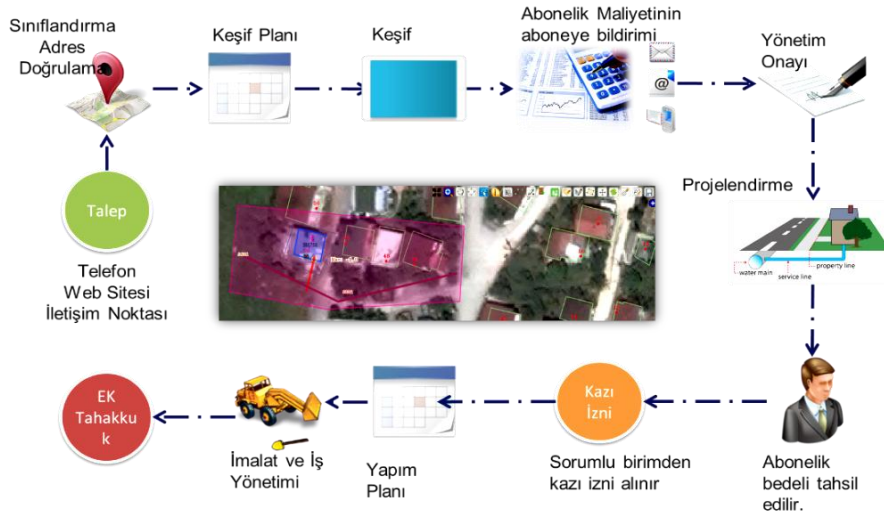 Sınıflandırma
Adres
Doğrulama
Keşif Planı
Keşif
Abonelik Maliyetinin
aboneye bildirimi
Yönetim
Onayı
Talep
Telefon
Web Sitesi
İletişim Noktası
Projelendirme
water main
service line
property line
EK
Tahakku
k
İmalat ve İş
Yönetimi
Yapım
Planı
Kazı
İzni
Sorumlu birimden
kazı izni alınır
Abonelik
bedeli tahsil
edilir.